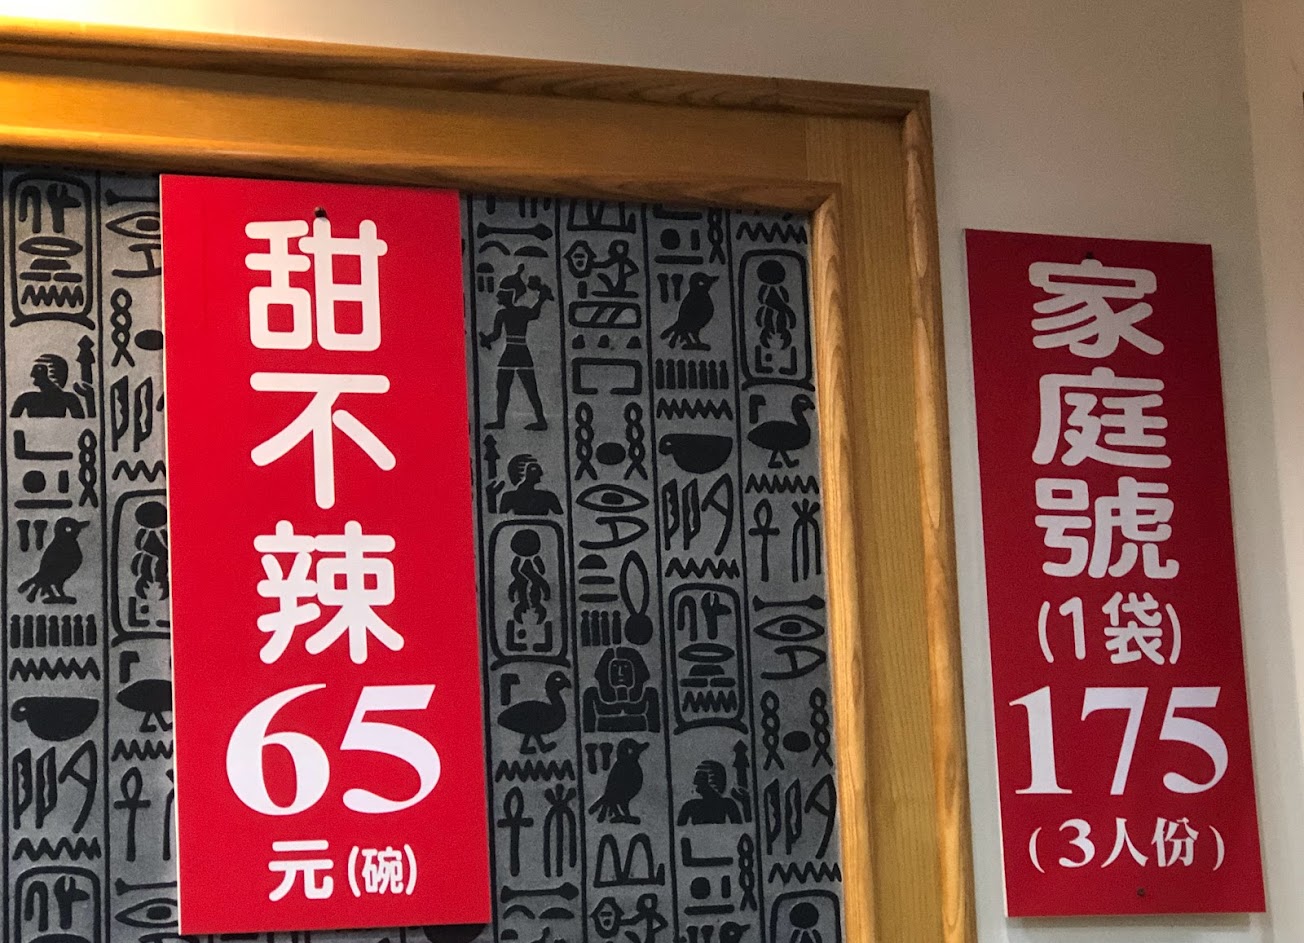 甜不辣
65
元(碗)
家庭號
(1袋)
175
(3人份)